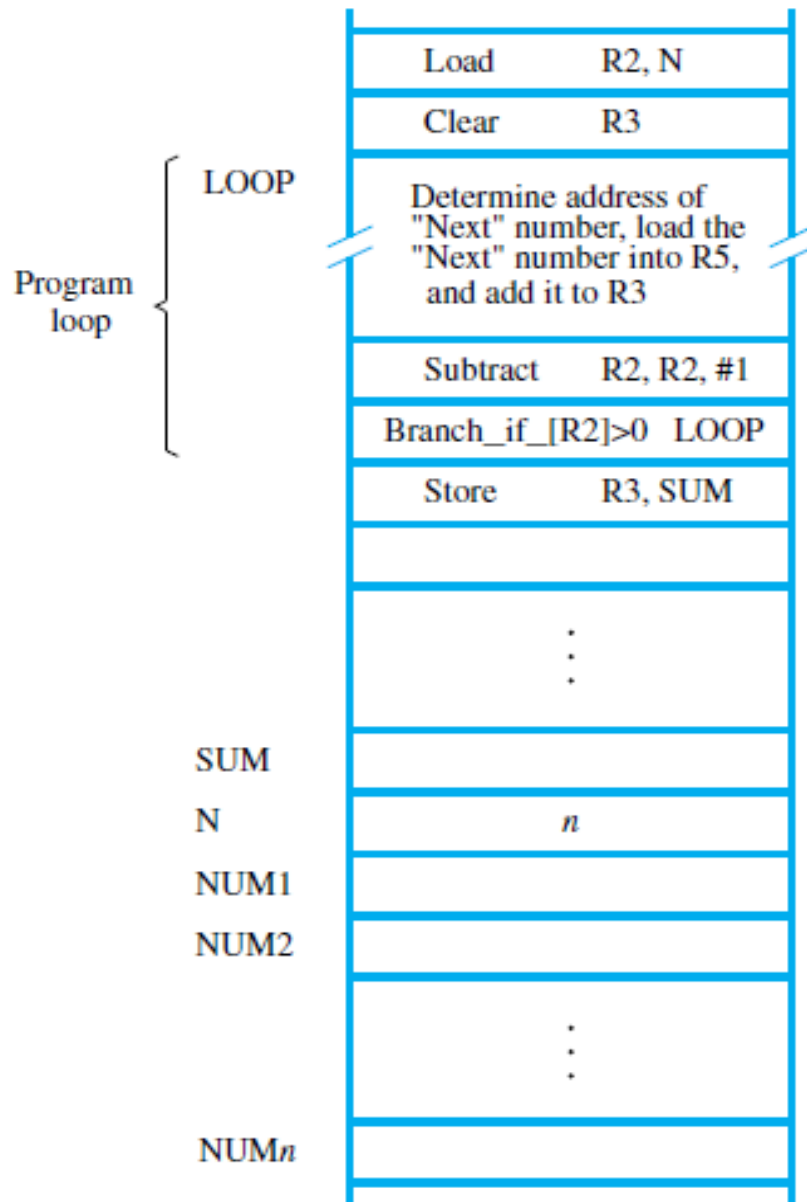 Load R2, N
Clear R3
LOOP
Determine address of
"Next" number, load the
"Next" number into R5,
and add it to R3
Program
loop
Subtract R2, R2, #1
Branch_if_[R2]>0 LOOP
Store R3, SUM
SUM
N n
NUM1
NUM2
NUMn